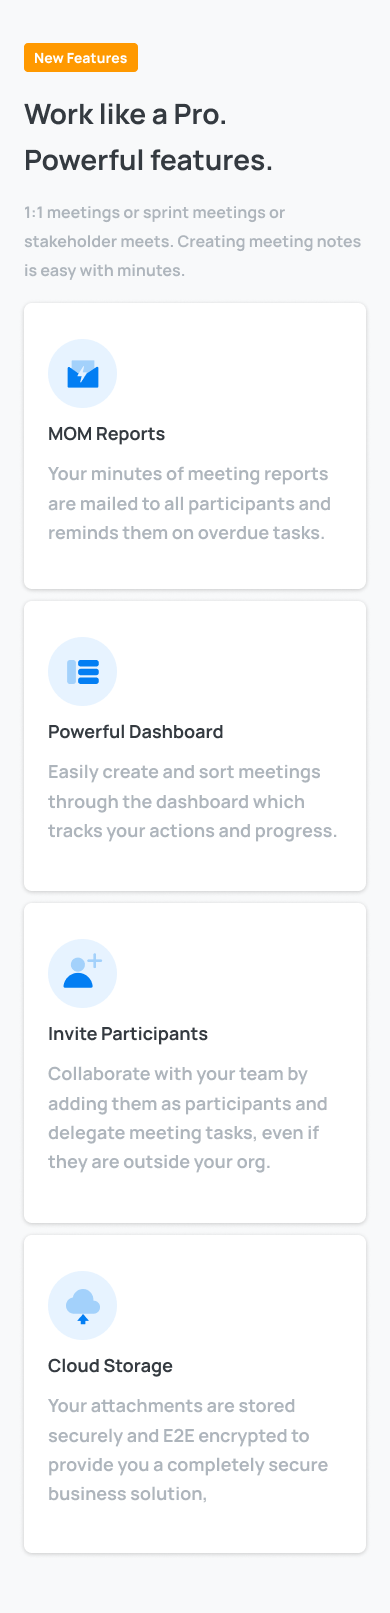 New Features
Work like a Pro.
Powerful features.
1:1 meetings or sprint meetings or
stakeholder meets. Creating meeting notes
is easy with minutes.
MOM Reports
Your minutes of meeting reports
are mailed to all participants and
reminds them on overdue tasks.
Powerful Dashboard
Easily create and sort meetings
through the dashboard which
tracks your actions and progress.
Invite Participants
Collaborate with your team by
adding them as participants and
delegate meeting tasks, even if
they are outside your org.
Cloud Storage
Your attachments are stored
securely and E2E encrypted to
provide you a completely secure
business solution,